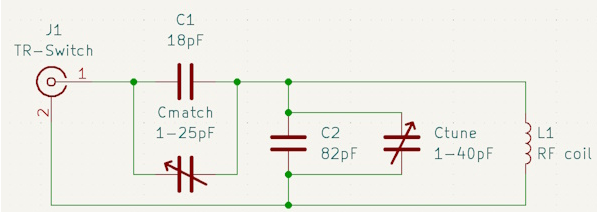 J1
TR-Switch
1
2
C1
18pF
Cmatch
1-25pF
C2
82pF
Ctune
1-40pF
L1
RF coil